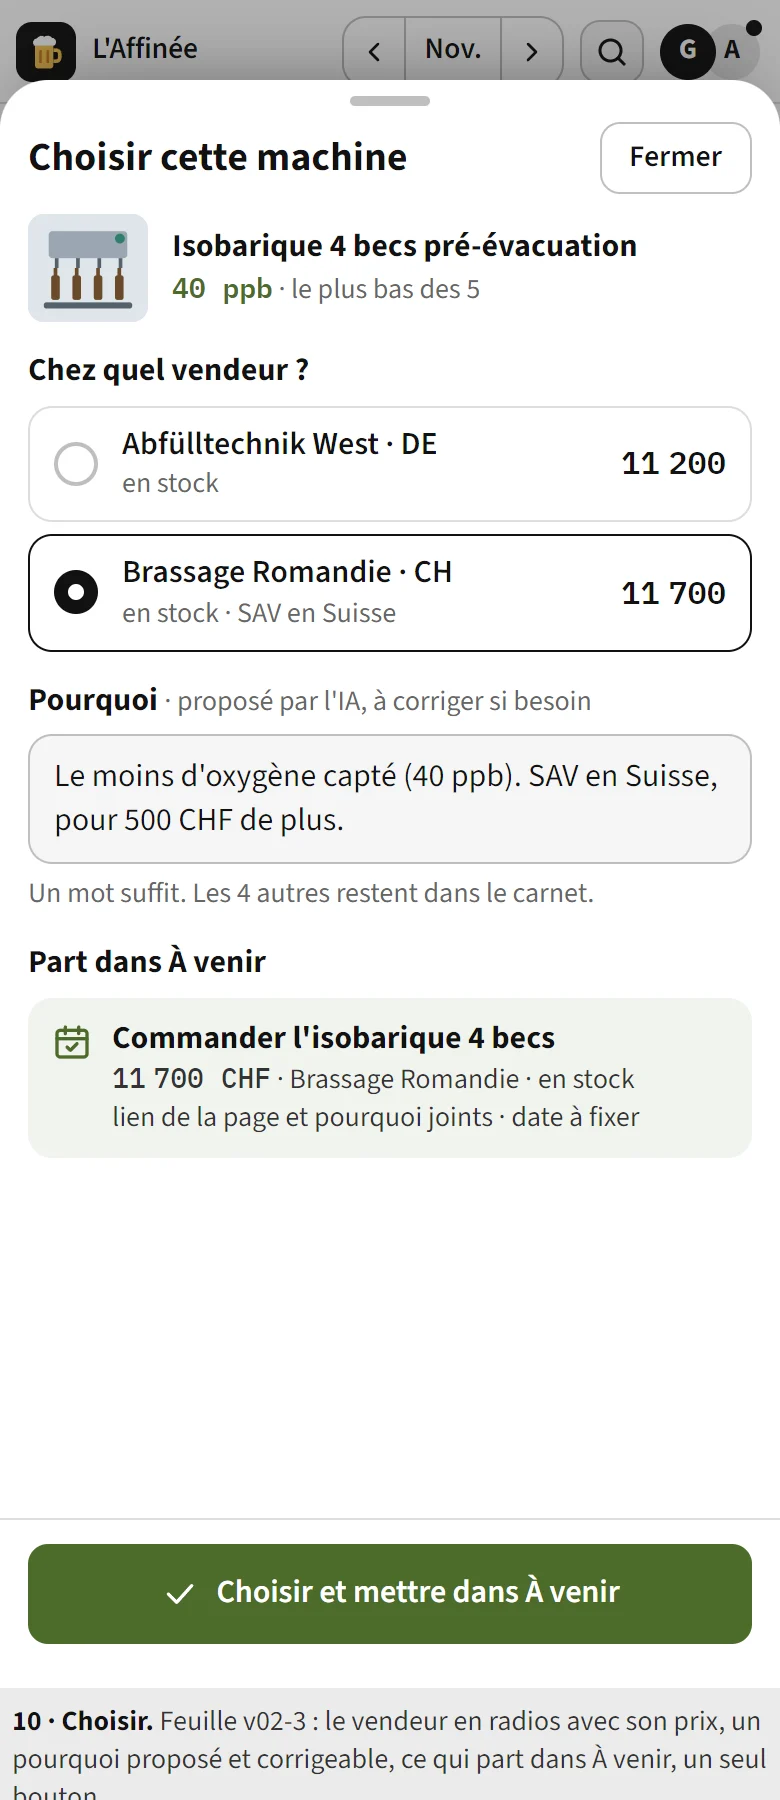 L'Affinée
Nov.
G
A
Choisir cette machine
Fermer
Isobarique 4 becs pré-évacuation
40 ppb · le plus bas des 5
Chez quel vendeur ?
Abfülltechnik West · DE
en stock
11 200
Brassage Romandie · CH
en stock · SAV en Suisse
11 700
Pourquoi · proposé par l'IA, à corriger si besoin
Le moins d'oxygène capté (40 ppb). SAV en Suisse,
pour 500 CHF de plus.
Un mot suffit. Les 4 autres restent dans le carnet.
Part dans À venir
Commander l'isobarique 4 becs
11 700 CHF · Brassage Romandie · en stock
lien de la page et pourquoi joints · date à fixer
Choisir et mettre dans À venir
10 · Choisir. Feuille v02-3 : le vendeur en radios avec son prix, un
pourquoi proposé et corrigeable, ce qui part dans À venir, un seul
bouton